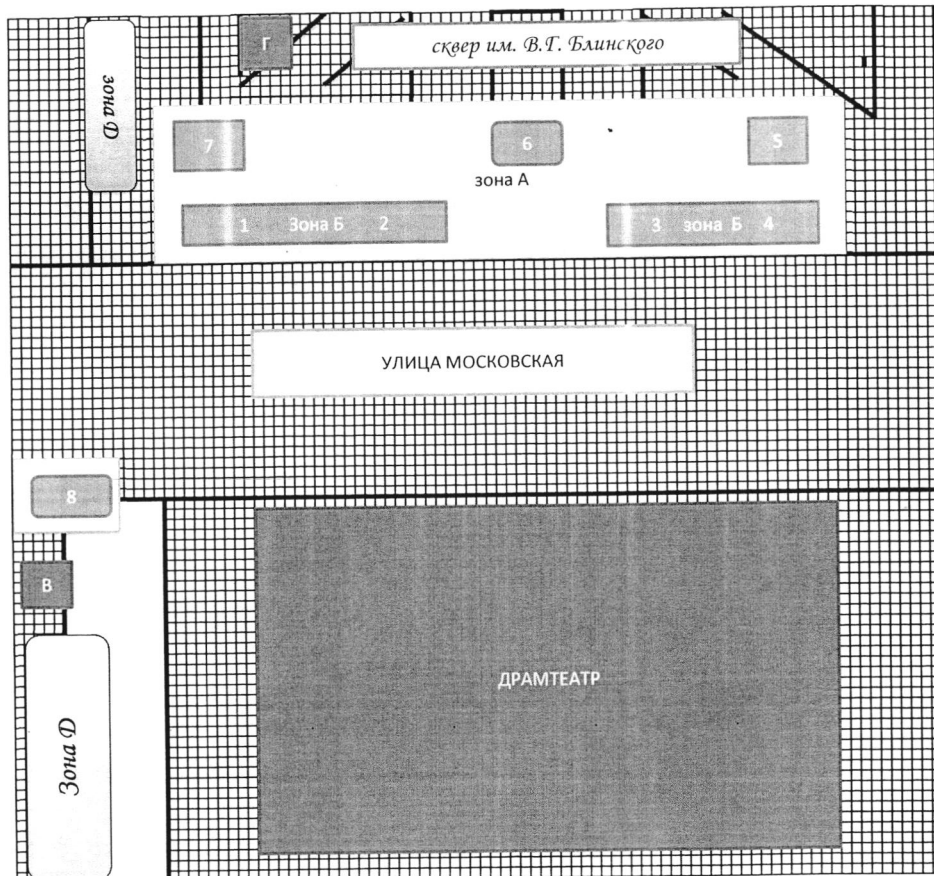 Г
сквер им. В.Г. Блинского
зона D
7
6
5
зона А
1 Зона Б 2
3 зона Б 4
УЛИЦА МОСКОВСКАЯ
8
В
ДРАМТЕАТР
Зона D